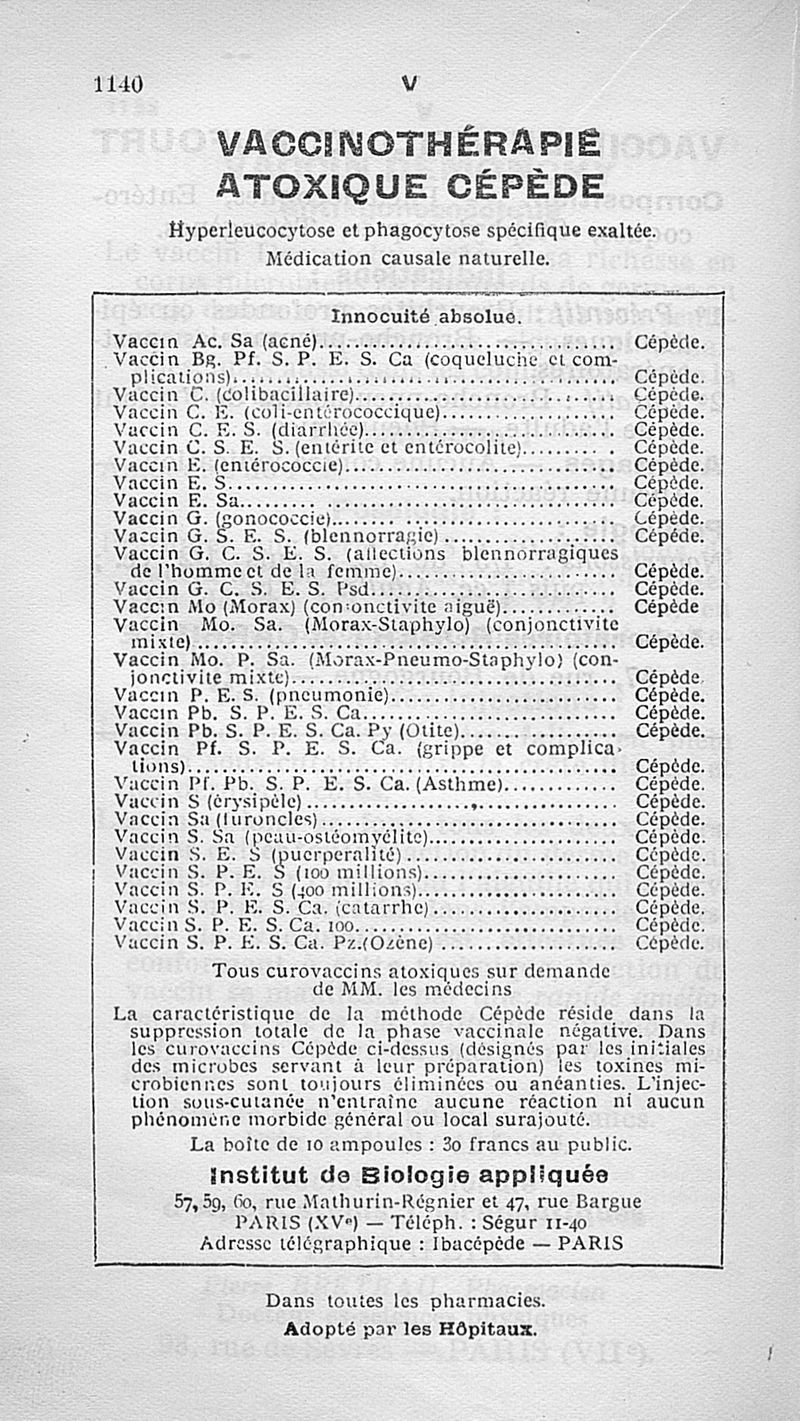 1140 V
VACCINOTHÉRAPIE
ATOXIQUE CÉPÈDE
Hyperleucocytose et phagocytose spécifique exaltée.
Médication causale naturelle.
Innocuité absolue.
Vaccin Ac. Sa (acné)..... Cépède.
Vaccin Bg. Pf. S. P. E. S. Ca (coqueluche et com-
plications)..... Cépède.
Vaccin C. (colibacillaire)..... Cépède.
Vaccin C. E. (coli-entérococcique)..... Cépède.
Vaccin C. E. S. (diarrhée)..... Cépède.
Vaccin C. S. E. S. (entérite et entérocolite)..... Cépède.
Vaccin E. (entérococcie)..... Cépède.
Vaccin E. S..... Cépède.
Vaccin E. Sa..... Cépède.
Vaccin G. (gonococcie)..... Cépède.
Vaccin G. S. E. S. (blennorragie)..... Cépède.
Vaccin G. C. S. E. S. (affections blennorragiques
de l'homme et de la femme)..... Cépède.
Vaccin G. C. S. E. S. Psd..... Cépède.
Vaccin Mo (Morax) (conjonctivite aiguë)..... Cépède
Vaccin Mo. Sa. (Morax-Staphylo) (conjonctivite
mixte)..... Cépède.
Vaccin Mo. P. Sa. (Morax-Pneumo-Staphylo) (con-
jonctivite mixte)..... Cépède.
Vaccin P. E. S. (pneumonie)..... Cépède.
Vaccin Pb. S. P. E. S. Ca..... Cépède.
Vaccin Pb. S. P. E. S. Ca. Py (Otite)..... Cépède.
Vaccin Pf. S. P. E. S. Ca. (grippe et complica-
tions)..... Cépède.
Vaccin Pf. Pb. S. P. E. S. Ca. (Asthme)..... Cépède.
Vaccin S (érysipèle)..... Cépède.
Vaccin Sa (furoncles)..... Cépède.
Vaccin S. Sa (peau-ostéomyélite)..... Cépède.
Vaccin S. E. S (puerperalité)..... Cépède.
Vaccin S. P. E. S (100 millions)..... Cépède.
Vaccin S. P. E. S (400 millions)..... Cépède.
Vaccin S. P. E. S. Ca. (catarrhe)..... Cépède.
Vaccin S. P. E. S. Ca. 100..... Cépède.
Vaccin S. P. E. S. Ca. Pz.(Ozène)..... Cépède.
Tous curovaccins atoxiques sur demande
de MM. les médecins
La caractéristique de la méthode Cépède réside dans la
suppression totale de la phase vaccinale négative. Dans
les curovaccins Cépède ci-dessus (désignés par les initiales
des microbes servant à leur préparation) les toxines mi-
crobiennes sont toujours éliminées ou anéanties. L'injec-
tion sous-cutanée n'entraîne aucune réaction ni aucun
phénomène morbide général ou local surajouté.
La boîte de 10 ampoules : 30 francs au public.
Institut de Biologie appliquée
57, 59, 60, rue Mathurin-Régnier et 47, rue Bargue
PARIS (XVe) — Téléph. : Ségur 11-40
Adresse télégraphique : Ibacépède — PARIS
Dans toutes les pharmacies.
Adopté par les Hôpitaux.